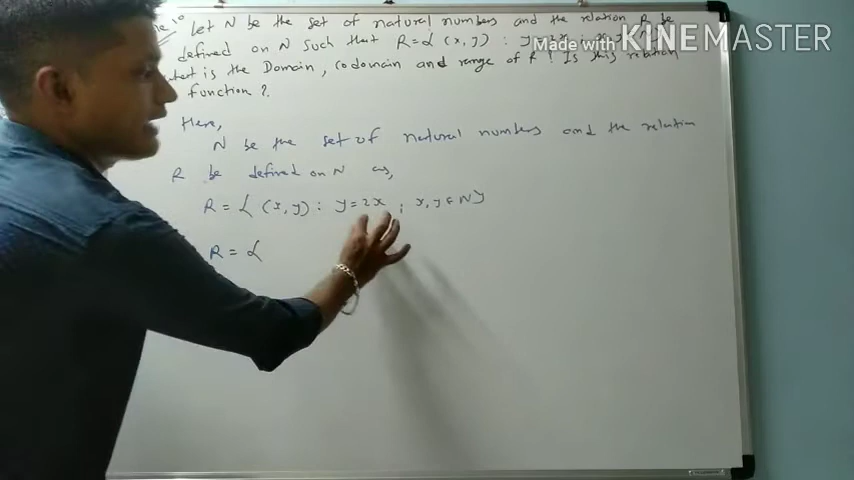 Let N be the set of natural numbers and the relation R be
defined on N such that R={ (x, y) : y=2x ; x,
Made with KINEMASTER
is the Domain, codomain and range of R ? Is this relation
function ?
Here,
N be the set of natural numbers and the relation
R be defined on N as,
R = { (x, y) : y = 2x ; x, y ∈ N }
R = {